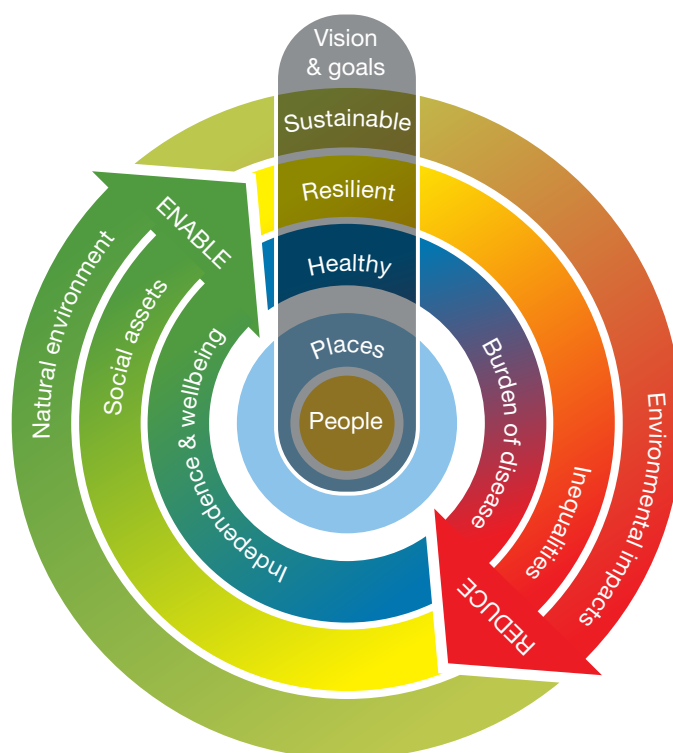 Vision
& goals
Sustainable
Resilient
Healthy
Places
People
ENABLE
Natural environment
Social assets
Independence & wellbeing
Burden of disease
Inequalities
Environmental impacts
REDUCE